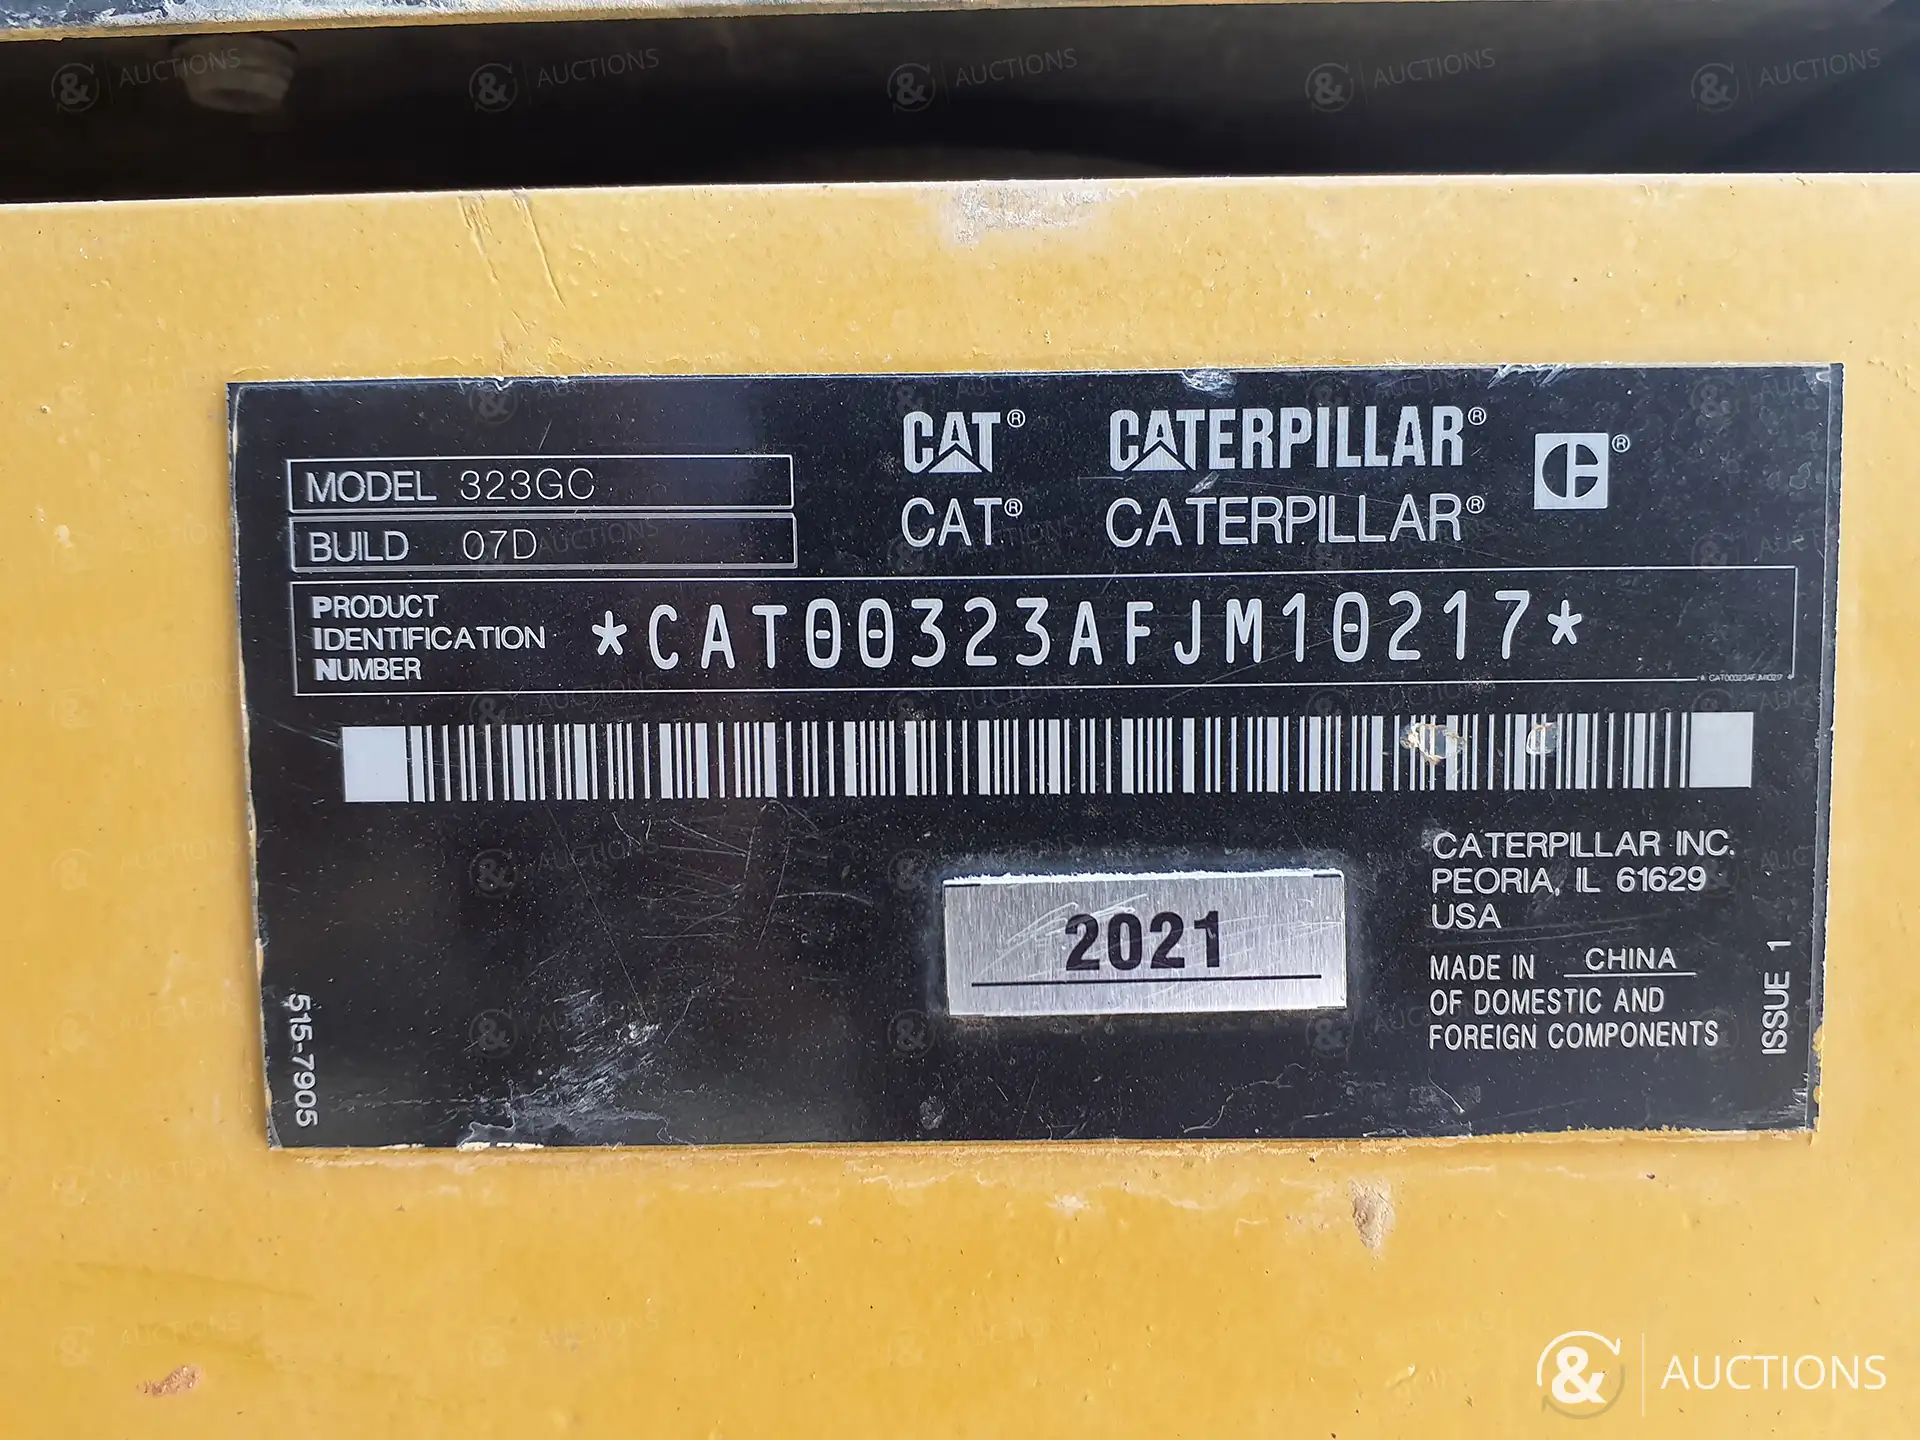 CAT® CATERPILLAR®
CAT® CATERPILLAR®
MODEL 323GC
BUILD 07D
PRODUCT
IDENTIFICATION
NUMBER
*CAT00323AFJM10217*
* CAT00323AFJM10217 *
CATERPILLAR INC.
PEORIA, IL 61629
USA
2021
MADE IN CHINA
OF DOMESTIC AND
FOREIGN COMPONENTS
ISSUE 1
515-7905
& AUCTIONS